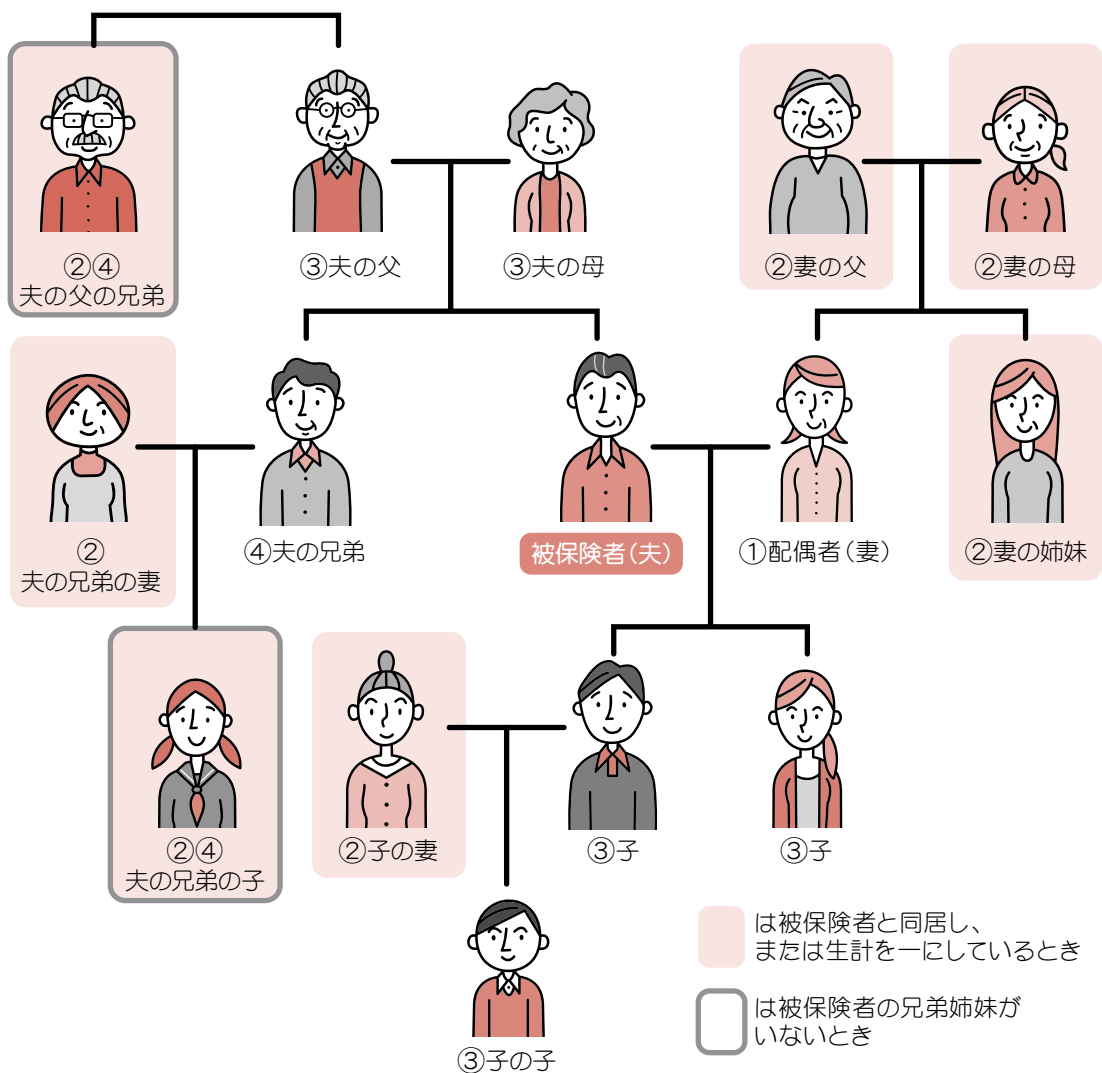 ②④
夫の父の兄弟
③夫の父
③夫の母
②妻の父
②妻の母
②
夫の兄弟の妻
④夫の兄弟
被保険者(夫)
①配偶者(妻)
②妻の姉妹
②④
夫の兄弟の子
②子の妻
③子
③子
③子の子
は被保険者と同居し、
または生計を一にしているとき
は被保険者の兄弟姉妹が
いないとき